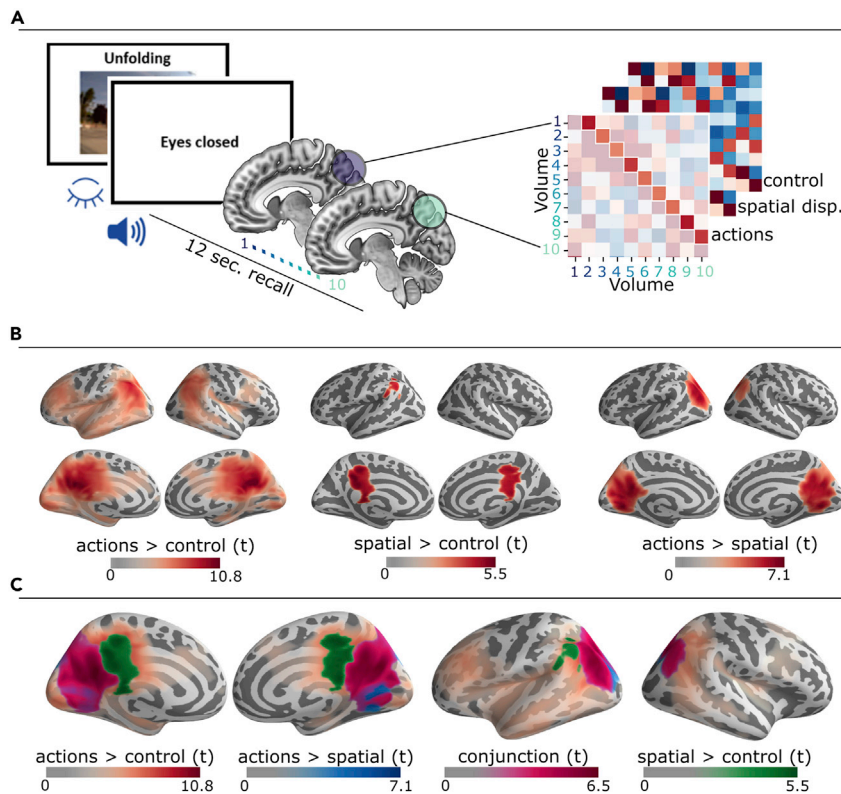 A
Unfolding
Eyes closed
12 sec. recall
1
10
Volume
1
2
3
4
5
6
7
8
9
10
1 2 3 4 5 6 7 8 9 10
Volume
control
spatial disp.
actions
B
actions > control (t)
0 10.8
spatial > control (t)
0 5.5
actions > spatial (t)
0 7.1
C
actions > control (t)
0 10.8
actions > spatial (t)
0 7.1
conjunction (t)
0 6.5
spatial > control (t)
0 5.5